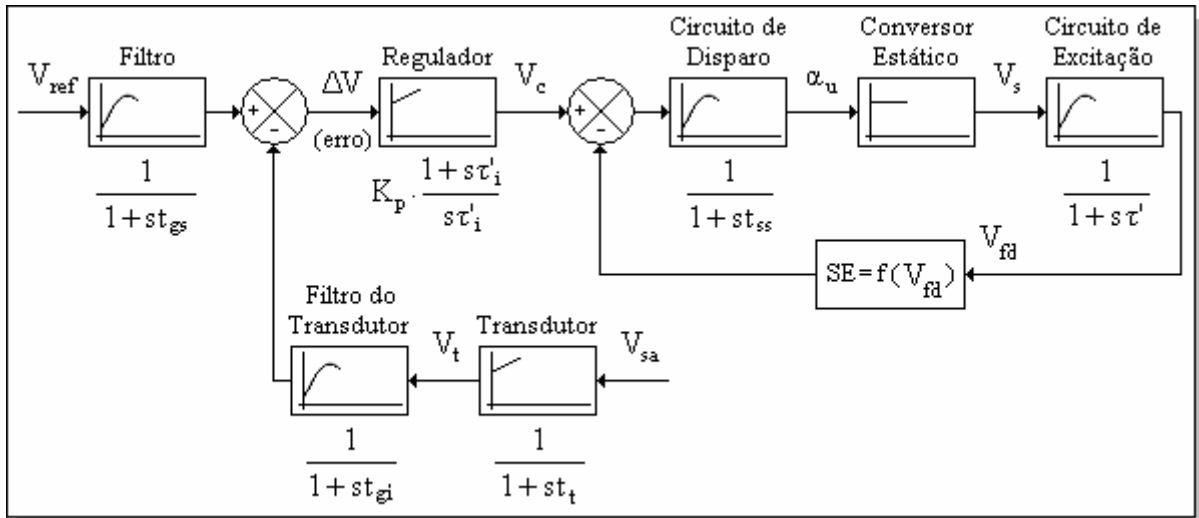 Circuito de Disparo
Conversor Estático
Circuito de Excitação
Filtro
Regulador
V_ref
ΔV
V_c
α_u
V_s
+
-
+
-
(erro)
1 / (1+st_gs)
K_p · (1+sτ'_i) / (sτ'_i)
1 / (1+st_ss)
1 / (1+sτ')
V_fd
SE=f(V_fd)
Filtro do Transdutor
V_t
Transdutor
V_sa
1 / (1+st_gi)
1 / (1+st_t)